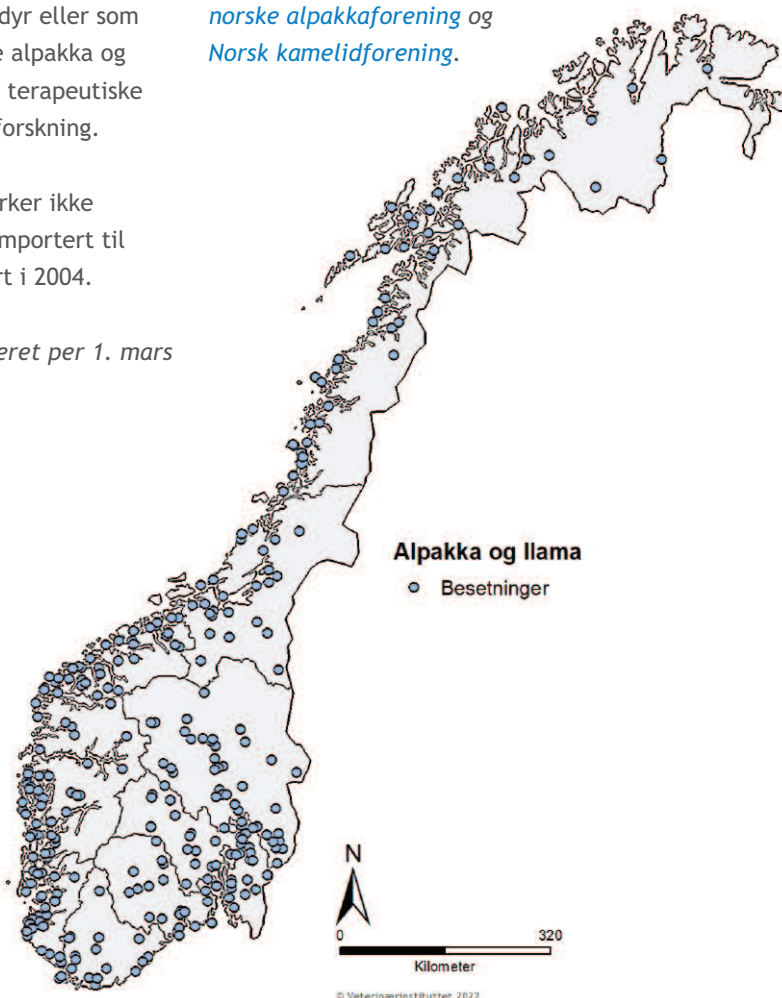 dyr eller som
alpakka og
terapeutiske
forskning.
rker ikke
mportert til
rt i 2004.
eret per 1. mars
norske alpakkaforening og
Norsk kamelidforening.
Alpakka og llama
Besetninger
N
0 320
Kilometer
© Veterinærinstituttet 2022